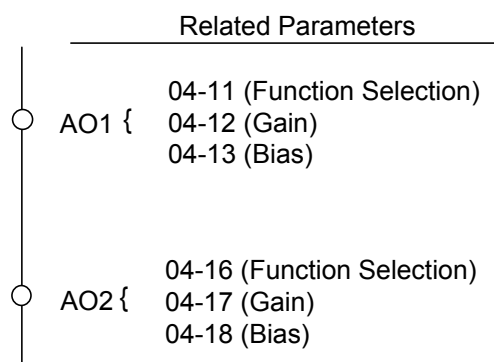 Related Parameters
04-11 (Function Selection)
AO1 { 04-12 (Gain)
04-13 (Bias)
04-16 (Function Selection)
AO2 { 04-17 (Gain)
04-18 (Bias)